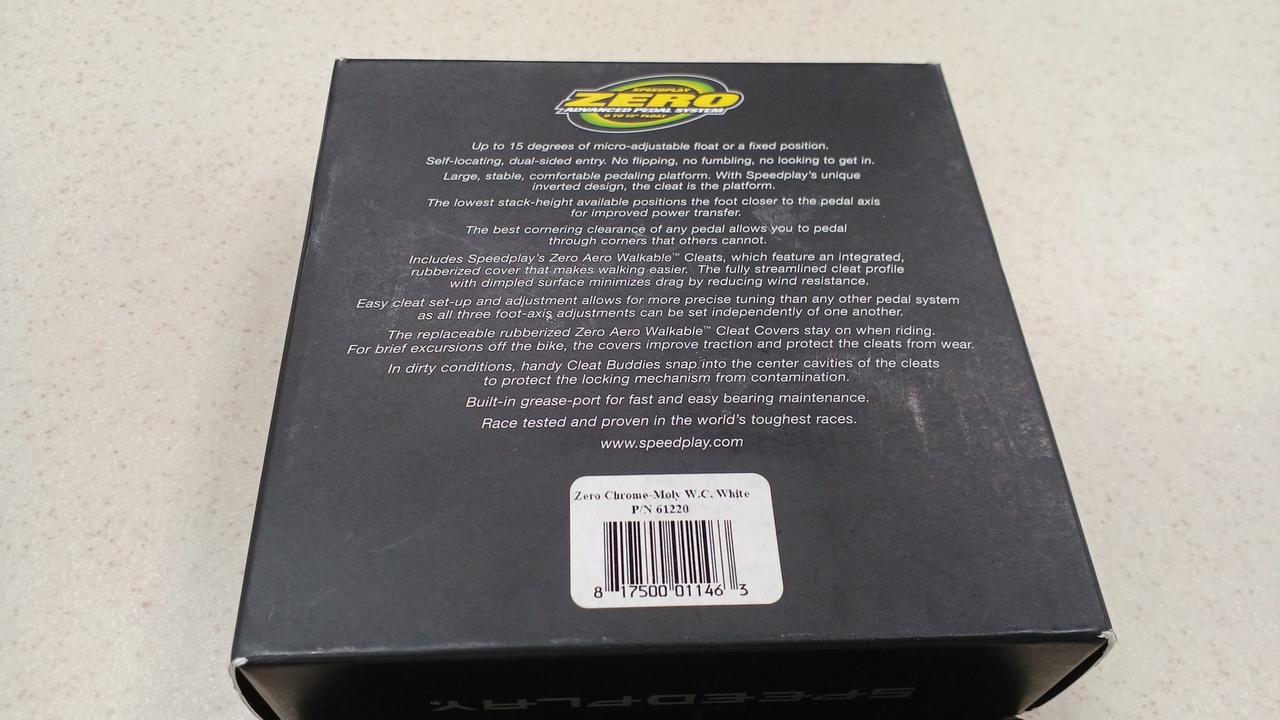 SPEEDPLAY
ZERO
ADVANCED PEDAL SYSTEM
0 TO 15° FLOAT
Up to 15 degrees of micro-adjustable float or a fixed position.
Self-locating, dual-sided entry. No flipping, no fumbling, no looking to get in.
Large, stable, comfortable pedaling platform. With Speedplay's unique
inverted design, the cleat is the platform.
The lowest stack-height available positions the foot closer to the pedal axis
for improved power transfer.
The best cornering clearance of any pedal allows you to pedal
through corners that others cannot.
Includes Speedplay's Zero Aero Walkable™ Cleats, which feature an integrated,
rubberized cover that makes walking easier. The fully streamlined cleat profile
with dimpled surface minimizes drag by reducing wind resistance.
Easy cleat set-up and adjustment allows for more precise tuning than any other pedal system
as all three foot-axis adjustments can be set independently of one another.
The replaceable rubberized Zero Aero Walkable™ Cleat Covers stay on when riding.
For brief excursions off the bike, the covers improve traction and protect the cleats from wear.
In dirty conditions, handy Cleat Buddies snap into the center cavities of the cleats
to protect the locking mechanism from contamination.
Built-in grease-port for fast and easy bearing maintenance.
Race tested and proven in the world's toughest races.
www.speedplay.com
Zero Chrome-Moly W.C. White
P/N 61220
8 17500 01146 3
SPEEDPLAY®